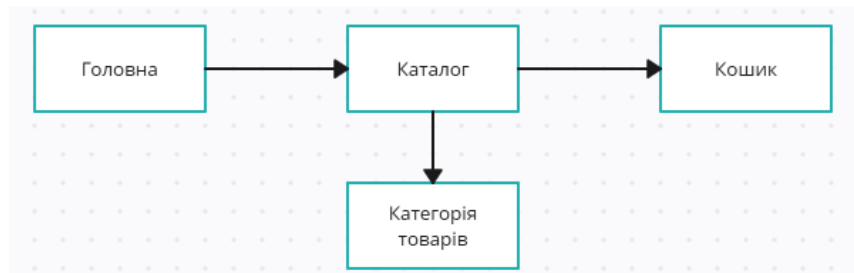 Головна
Каталог
Кошик
Категорія
товарів